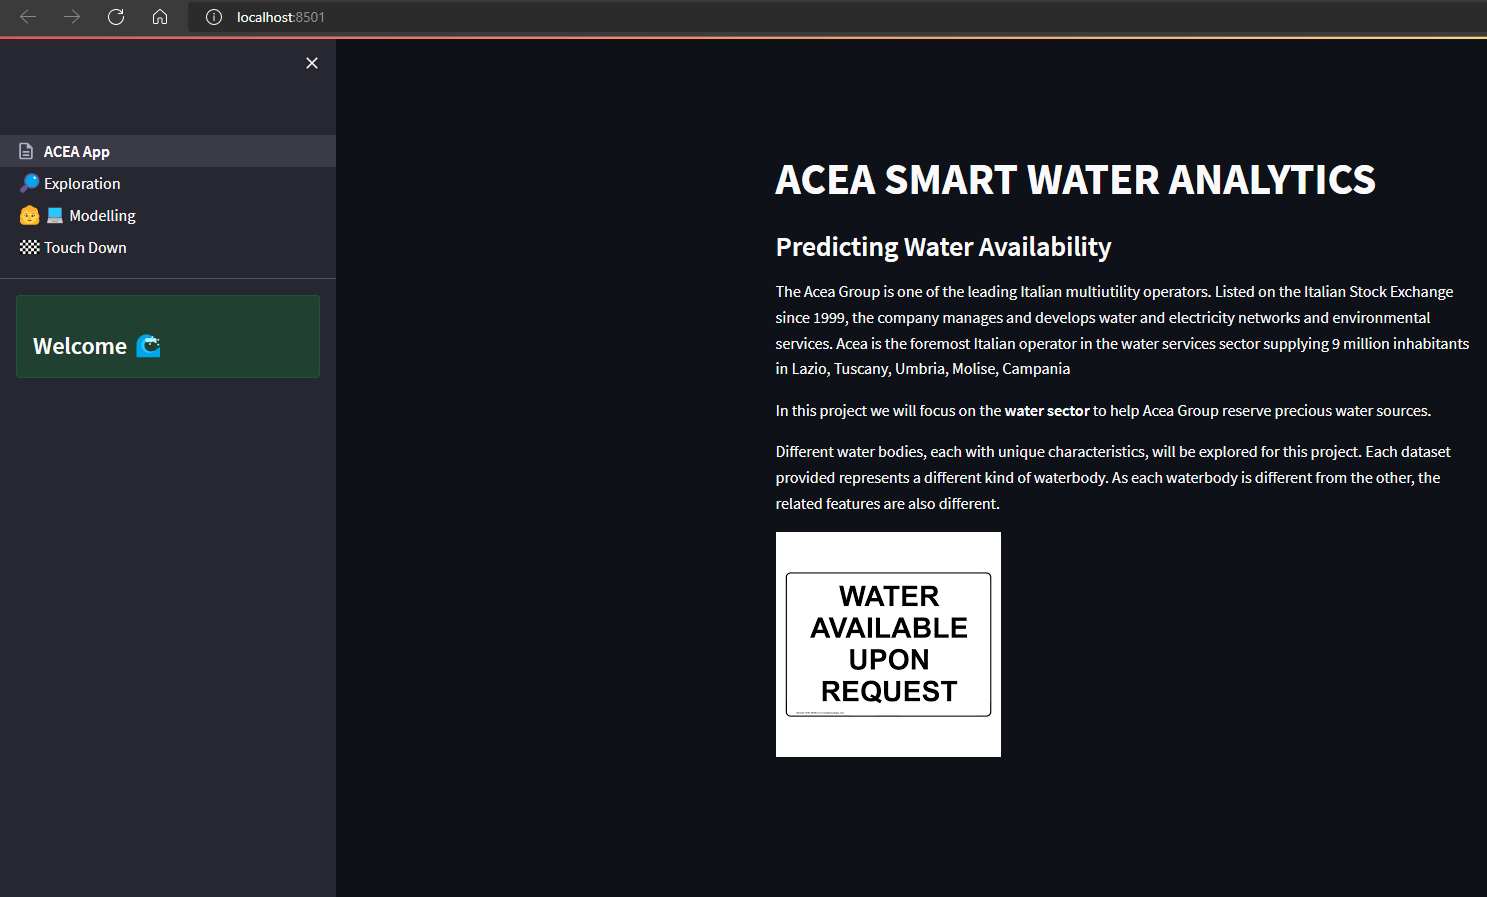 localhost:8501
ACEA App
Exploration
Modelling
Touch Down
Welcome
ACEA SMART WATER ANALYTICS
Predicting Water Availability
The Acea Group is one of the leading Italian multiutility operators. Listed on the Italian Stock Exchange
since 1999, the company manages and develops water and electricity networks and environmental
services. Acea is the foremost Italian operator in the water services sector supplying 9 million inhabitants
in Lazio, Tuscany, Umbria, Molise, Campania
In this project we will focus on the water sector to help Acea Group reserve precious water sources.
Different water bodies, each with unique characteristics, will be explored for this project. Each dataset
provided represents a different kind of waterbody. As each waterbody is different from the other, the
related features are also different.
WATER
AVAILABLE
UPON
REQUEST